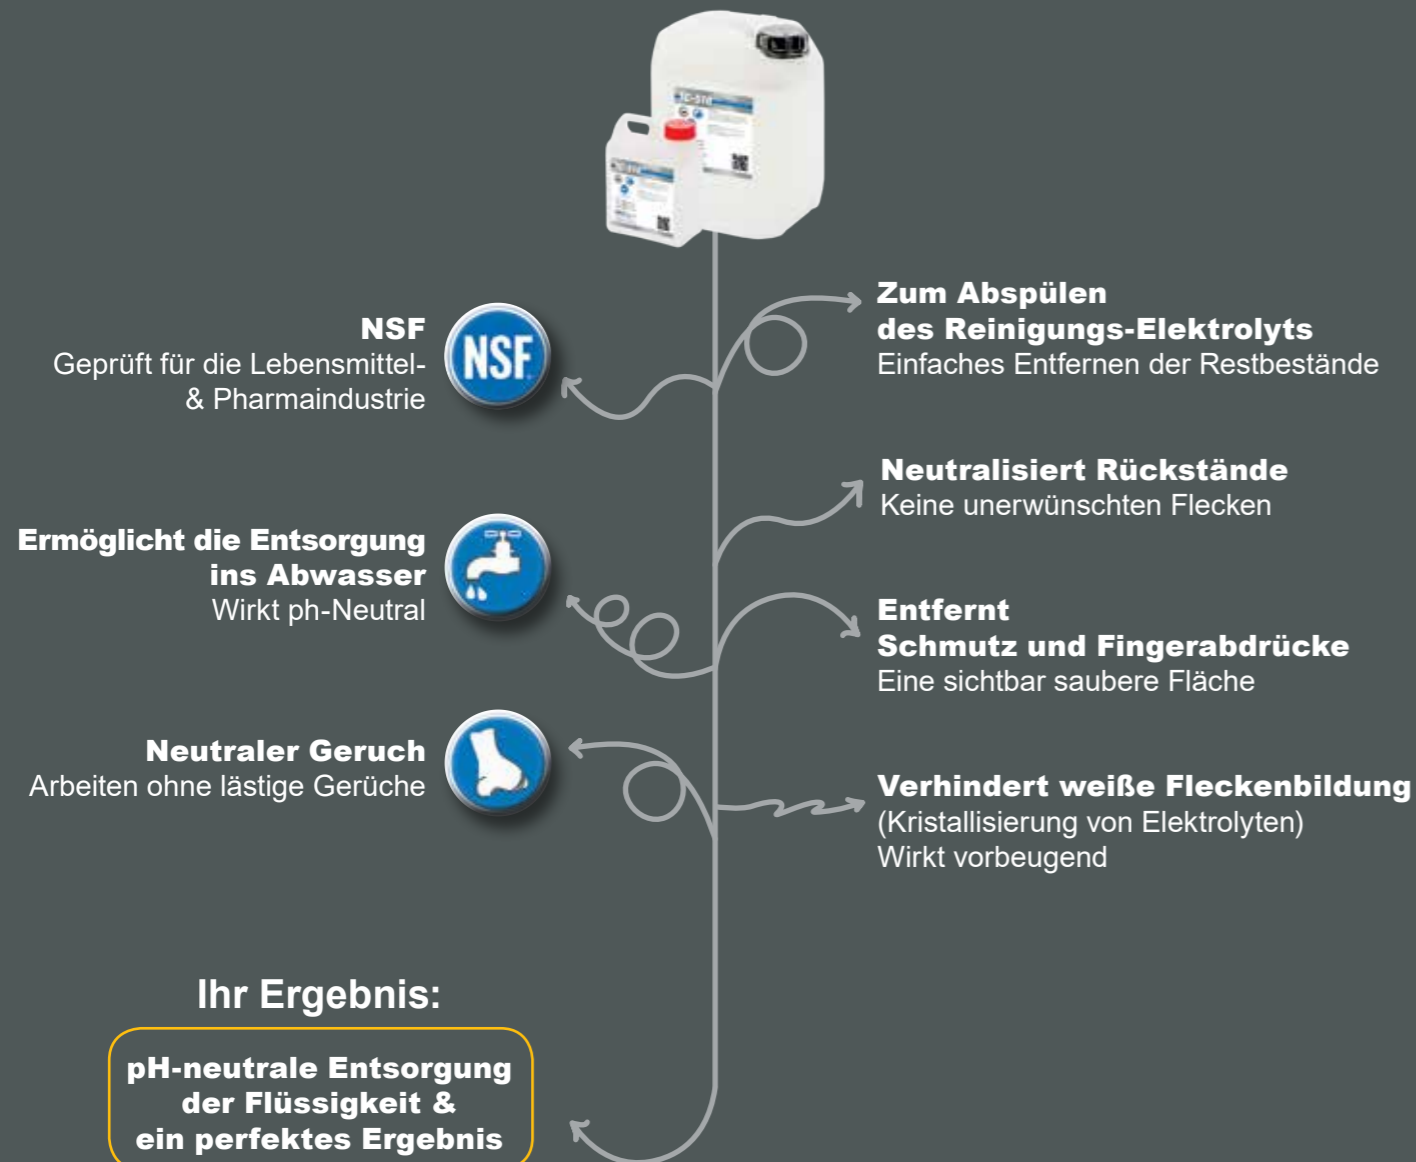 NSF
Geprüft für die Lebensmittel-
& Pharmaindustrie
NSF
Zum Abspülen
des Reinigungs-Elektrolyts
Einfaches Entfernen der Restbestände
Neutralisiert Rückstände
Keine unerwünschten Flecken
Ermöglicht die Entsorgung
ins Abwasser
Wirkt ph-Neutral
Entfernt
Schmutz und Fingerabdrücke
Eine sichtbar saubere Fläche
Neutraler Geruch
Arbeiten ohne lästige Gerüche
Verhindert weiße Fleckenbildung
(Kristallisierung von Elektrolyten)
Wirkt vorbeugend
Ihr Ergebnis:
pH-neutrale Entsorgung
der Flüssigkeit &
ein perfektes Ergebnis